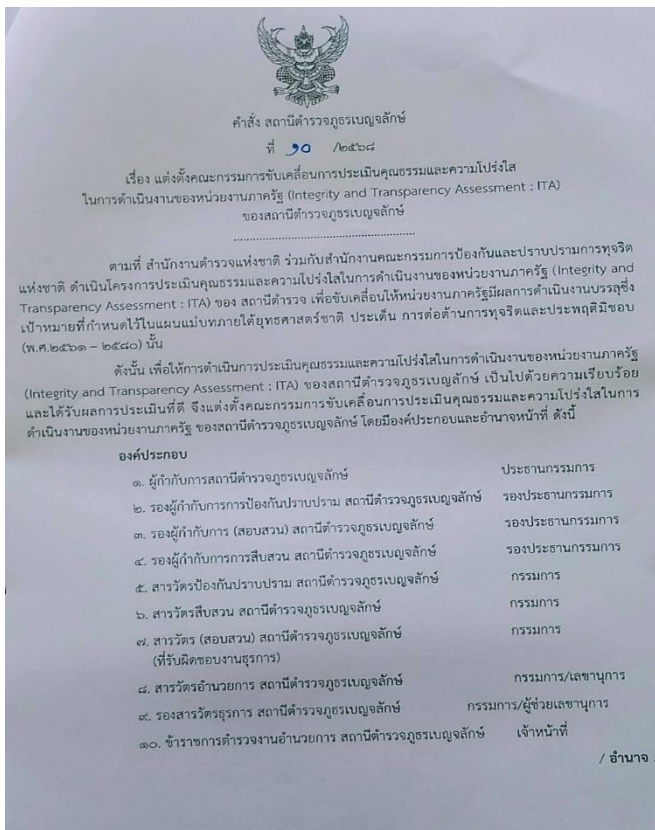 คำสั่ง สถานีตำรวจภูธรเบญจลักษ์
ที่ ๑๐ /๒๕๖๘
เรื่อง แต่งตั้งคณะกรรมการขับเคลื่อนการประเมินคุณธรรมและความโปร่งใส
ในการดำเนินงานของหน่วยงานภาครัฐ (Integrity and Transparency Assessment : ITA)
ของสถานีตำรวจภูธรเบญจลักษ์
ตามที่ สำนักงานตำรวจแห่งชาติ ร่วมกับสำนักงานคณะกรรมการป้องกันและปราบปรามการทุจริต
แห่งชาติ ดำเนินโครงการประเมินคุณธรรมและความโปร่งใสในการดำเนินงานของหน่วยงานภาครัฐ (Integrity and
Transparency Assessment : ITA) ของ สถานีตำรวจ เพื่อขับเคลื่อนให้หน่วยงานภาครัฐมีผลการดำเนินงานบรรลุซึ่ง
เป้าหมายที่กำหนดไว้ในแผนแม่บทภายใต้ยุทธศาสตร์ชาติ ประเด็น การต่อต้านการทุจริตและประพฤติมิชอบ
(พ.ศ.๒๕๖๑ – ๒๕๘๐) นั้น
ดังนั้น เพื่อให้การดำเนินการประเมินคุณธรรมและความโปร่งใสในการดำเนินงานของหน่วยงานภาครัฐ
(Integrity and Transparency Assessment : ITA) ของสถานีตำรวจภูธรเบญจลักษ์ เป็นไปด้วยความเรียบร้อย
และได้รับผลการประเมินที่ดี จึงแต่งตั้งคณะกรรมการขับเคลื่อนการประเมินคุณธรรมและความโปร่งใสในการ
ดำเนินงานของหน่วยงานภาครัฐ ของสถานีตำรวจภูธรเบญจลักษ์ โดยมีองค์ประกอบและอำนาจหน้าที่ ดังนี้
องค์ประกอบ
๑. ผู้กำกับการสถานีตำรวจภูธรเบญจลักษ์ ประธานกรรมการ
๒. รองผู้กำกับการการป้องกันปราบปราม สถานีตำรวจภูธรเบญจลักษ์ รองประธานกรรมการ
๓. รองผู้กำกับการ (สอบสวน) สถานีตำรวจภูธรเบญจลักษ์ รองประธานกรรมการ
๔. รองผู้กำกับการการสืบสวน สถานีตำรวจภูธรเบญจลักษ์ รองประธานกรรมการ
๕. สารวัตรป้องกันปราบปราม สถานีตำรวจภูธรเบญจลักษ์ กรรมการ
๖. สารวัตรสืบสวน สถานีตำรวจภูธรเบญจลักษ์ กรรมการ
๗. สารวัตร (สอบสวน) สถานีตำรวจภูธรเบญจลักษ์ กรรมการ
(ที่รับผิดชอบงานธุรการ)
๘. สารวัตรอำนวยการ สถานีตำรวจภูธรเบญจลักษ์ กรรมการ/เลขานุการ
๙. รองสารวัตรธุรการ สถานีตำรวจภูธรเบญจลักษ์ กรรมการ/ผู้ช่วยเลขานุการ
๑๐. ข้าราชการตำรวจงานอำนวยการ สถานีตำรวจภูธรเบญจลักษ์ เจ้าหน้าที่
/ อำนาจ .